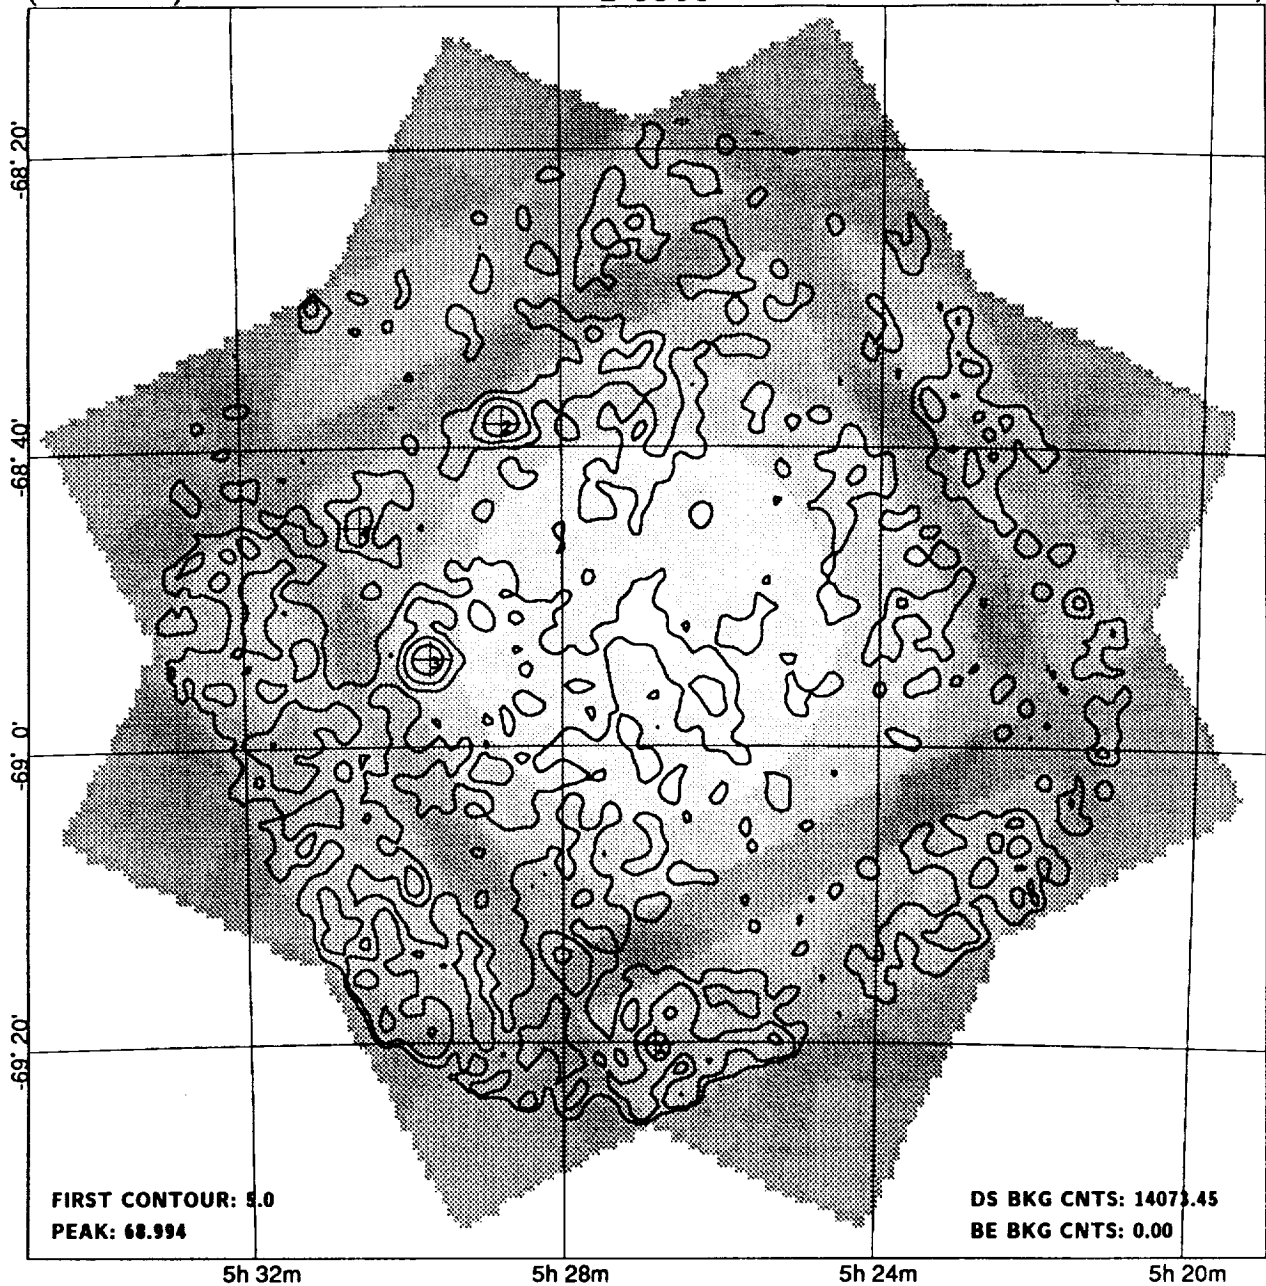 -68° 20'
-68° 40'
-69° 0'
-69° 20'
FIRST CONTOUR: 5.0
PEAK: 68.994
DS BKG CNTS: 14073.45
BE BKG CNTS: 0.00
5h 32m
5h 28m
5h 24m
5h 20m